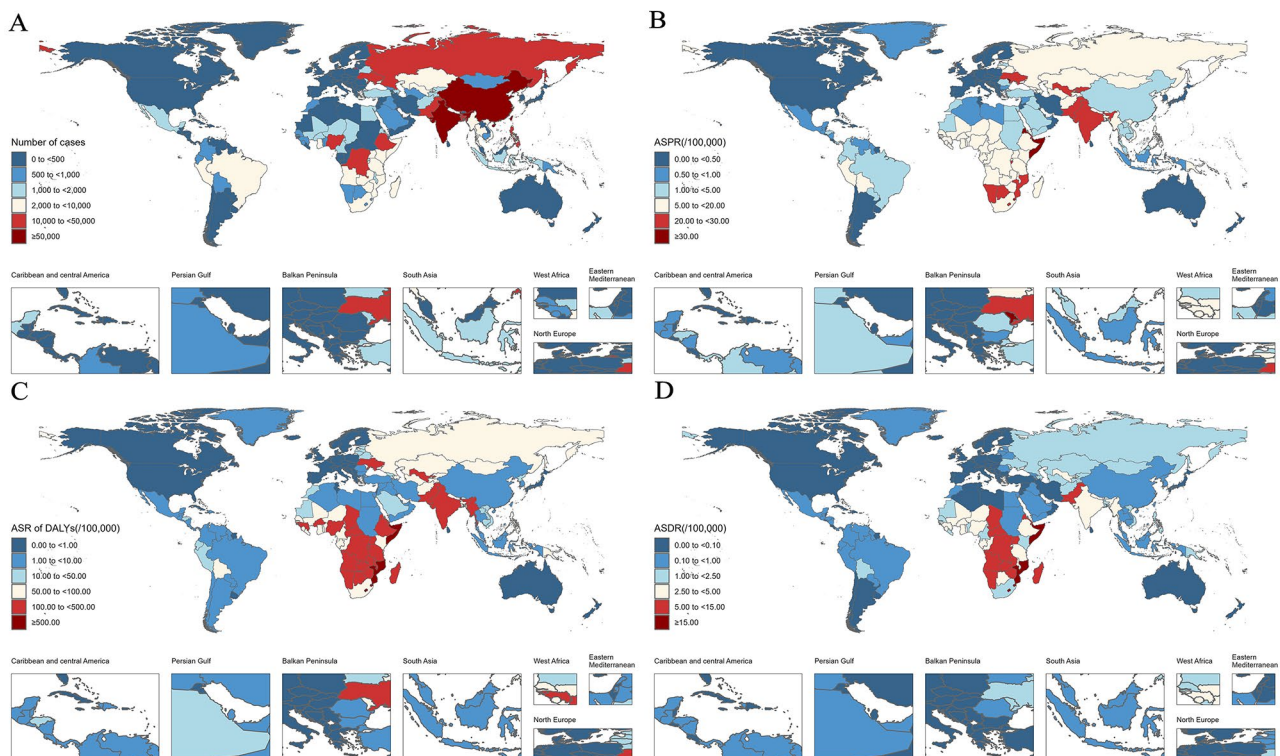 A
Number of cases
0 to <500
500 to <1,000
1,000 to <2,000
2,000 to <10,000
10,000 to <50,000
≥50,000
Caribbean and central America
Persian Gulf
Balkan Peninsula
South Asia
West Africa
Eastern
Mediterranean
North Europe
B
ASPR(/100,000)
0.00 to <0.50
0.50 to <1.00
1.00 to <5.00
5.00 to <20.00
20.00 to <30.00
≥30.00
Caribbean and central America
Persian Gulf
Balkan Peninsula
South Asia
West Africa
Eastern
Mediterranean
North Europe
C
ASR of DALYs(/100,000)
0.00 to <1.00
1.00 to <10.00
10.00 to <50.00
50.00 to <100.00
100.00 to <500.00
≥500.00
Caribbean and central America
Persian Gulf
Balkan Peninsula
South Asia
West Africa
Eastern
Mediterranean
North Europe
D
ASDR(/100,000)
0.00 to <0.10
0.10 to <1.00
1.00 to <2.50
2.50 to <5.00
5.00 to <15.00
≥15.00
Caribbean and central America
Persian Gulf
Balkan Peninsula
South Asia
West Africa
Eastern
Mediterranean
North Europe